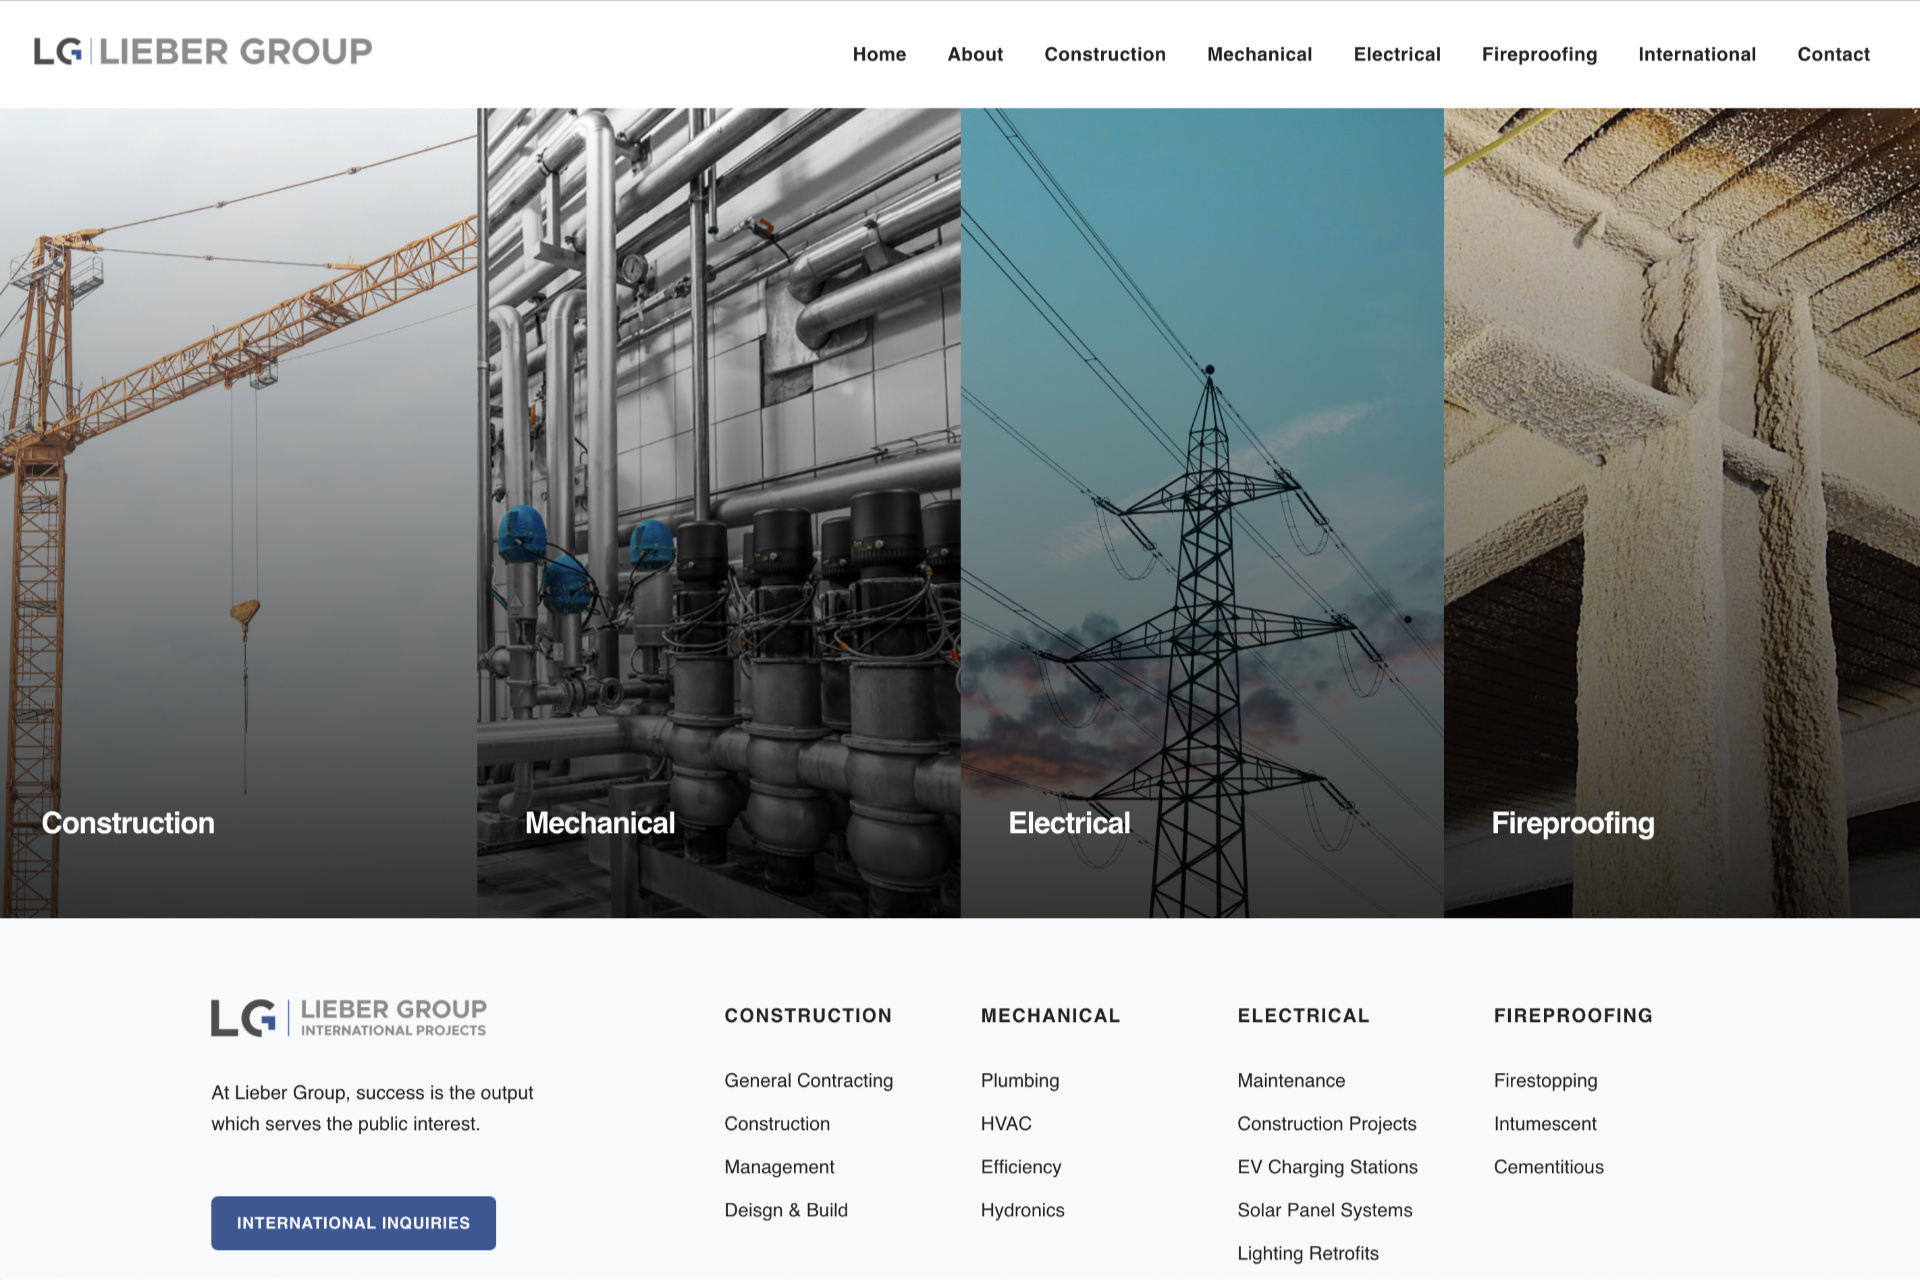 LG LIEBER GROUP
Home About Construction Mechanical Electrical Fireproofing International Contact
Construction
Mechanical
Electrical
Fireproofing
LG LIEBER GROUP
INTERNATIONAL PROJECTS
At Lieber Group, success is the output
which serves the public interest.
INTERNATIONAL INQUIRIES
CONSTRUCTION
General Contracting
Construction
Management
Deisgn & Build
MECHANICAL
Plumbing
HVAC
Efficiency
Hydronics
ELECTRICAL
Maintenance
Construction Projects
EV Charging Stations
Solar Panel Systems
Lighting Retrofits
FIREPROOFING
Firestopping
Intumescent
Cementitious